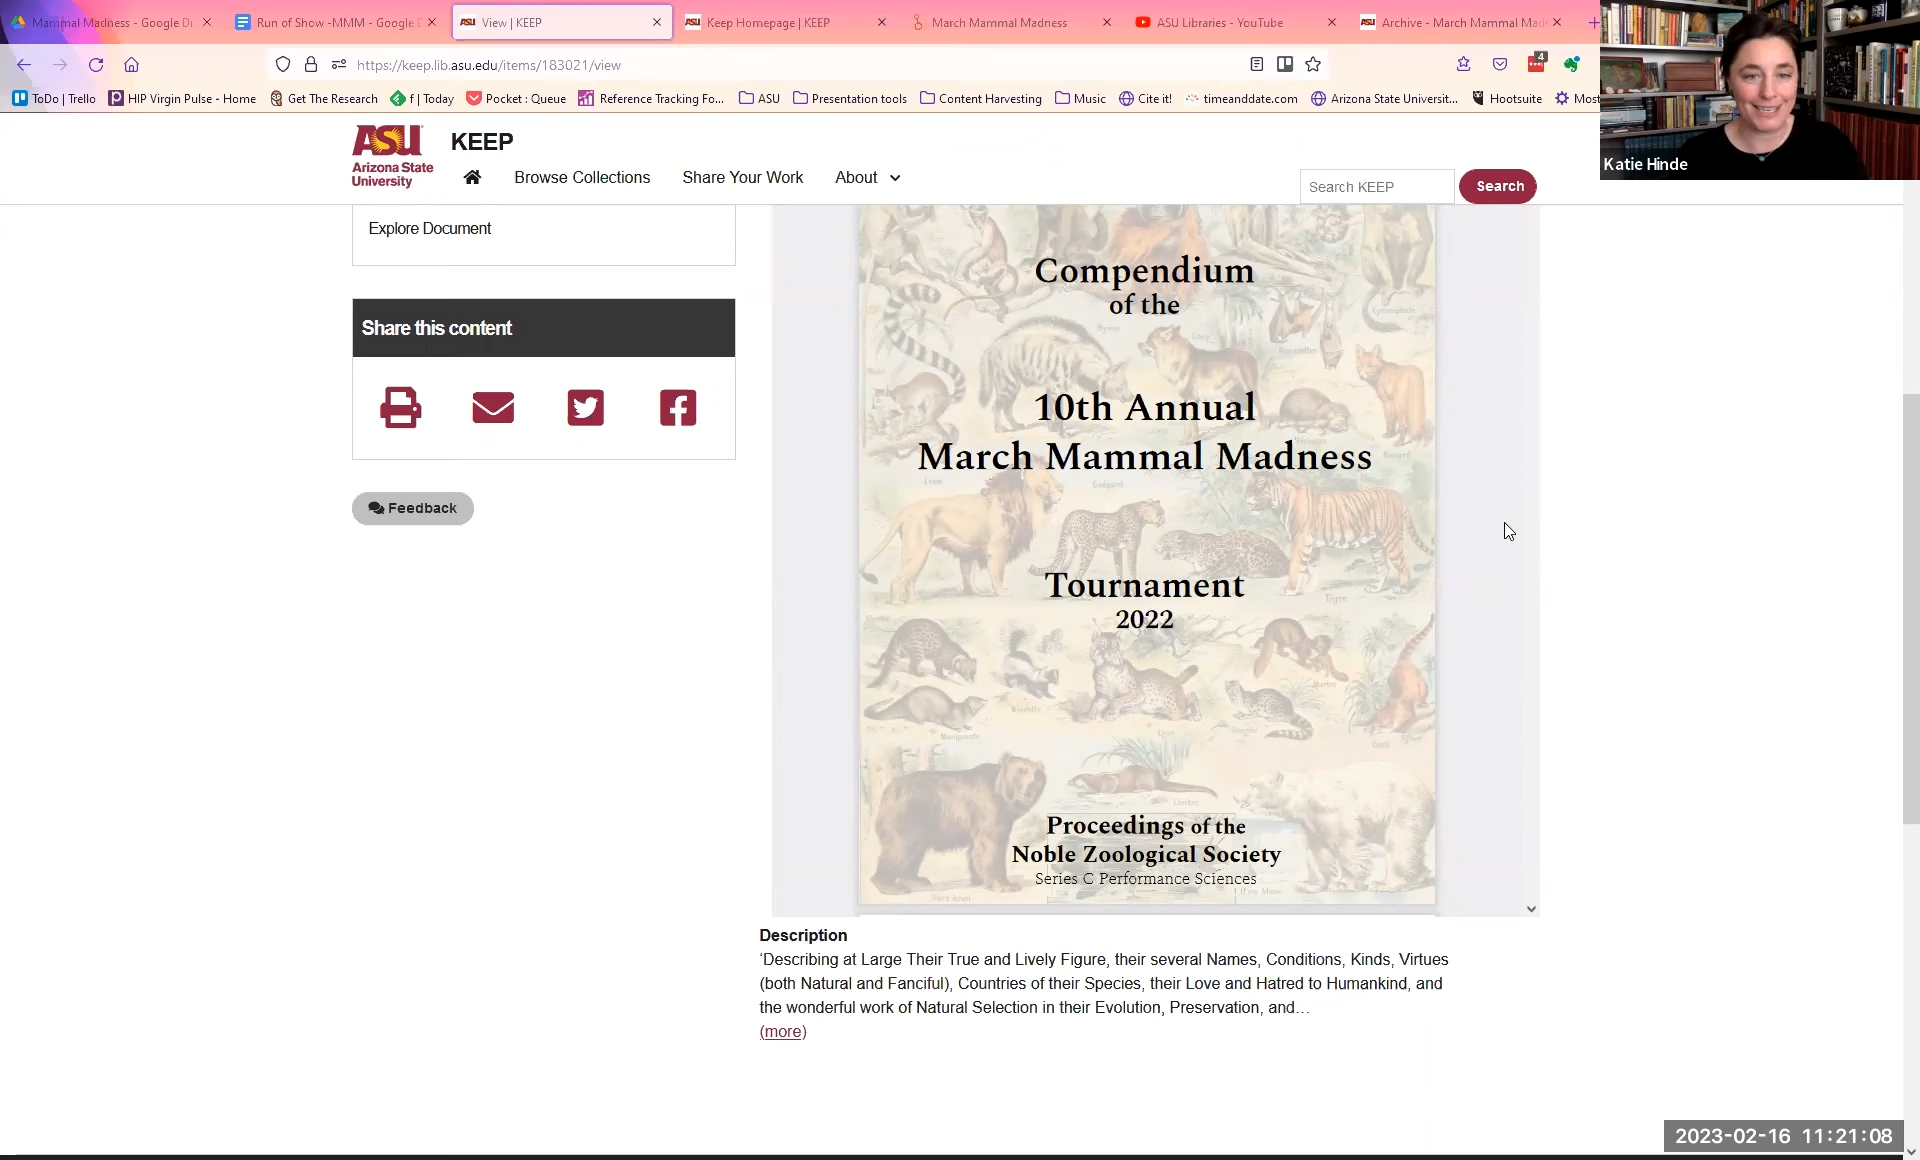 Mammal Madness - Google Dr
Run of Show -MMM - Google D
View | KEEP
Keep Homepage | KEEP
March Mammal Madness
ASU Libraries - YouTube
Archive - March Mammal Mad
https://keep.lib.asu.edu/items/183021/view
4
ToDo | Trello
HIP Virgin Pulse - Home
Get The Research
f | Today
Pocket : Queue
Reference Tracking Fo...
ASU
Presentation tools
Content Harvesting
Music
Cite it!
timeanddate.com
Arizona State Universit...
Hootsuite
Most
Katie Hinde
ASU
Arizona State
University
KEEP
Browse Collections
Share Your Work
About
Search KEEP
Search
Explore Document
Share this content
Feedback
Compendium
of the
10th Annual
March Mammal Madness
Tournament
2022
Tigre
Proceedings of the
Noble Zoological Society
Series C Performance Sciences
Description
‘Describing at Large Their True and Lively Figure, their several Names, Conditions, Kinds, Virtues
(both Natural and Fanciful), Countries of their Species, their Love and Hatred to Humankind, and
the wonderful work of Natural Selection in their Evolution, Preservation, and...
(more)
2023-02-16 11:21:08